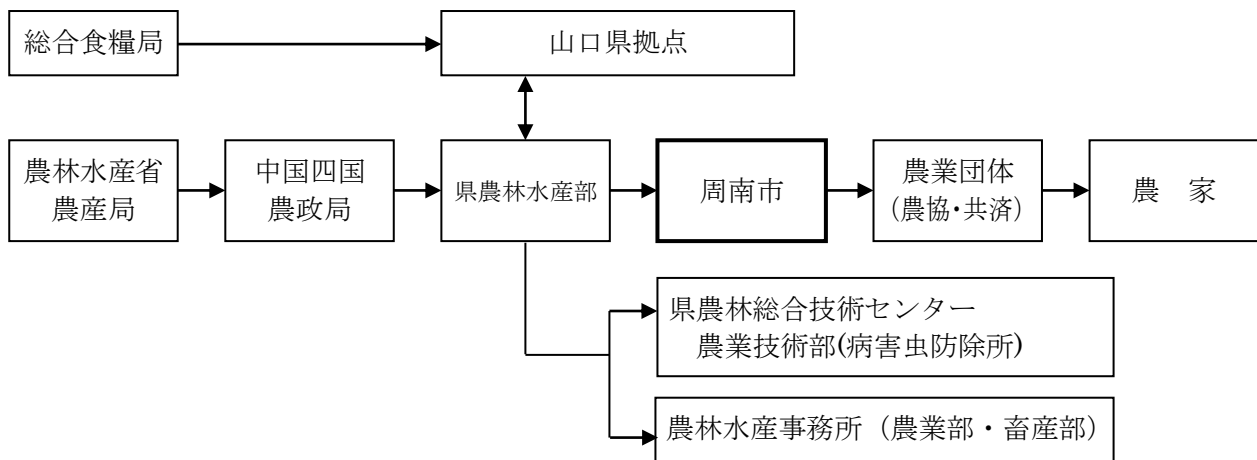 総合食糧局
山口県拠点
農林水産省
農産局
中国四国
農政局
県農林水産部
周南市
農業団体
（農協・共済）
農　家
県農林総合技術センター
農業技術部(病害虫防除所)
農林水産事務所（農業部・畜産部）